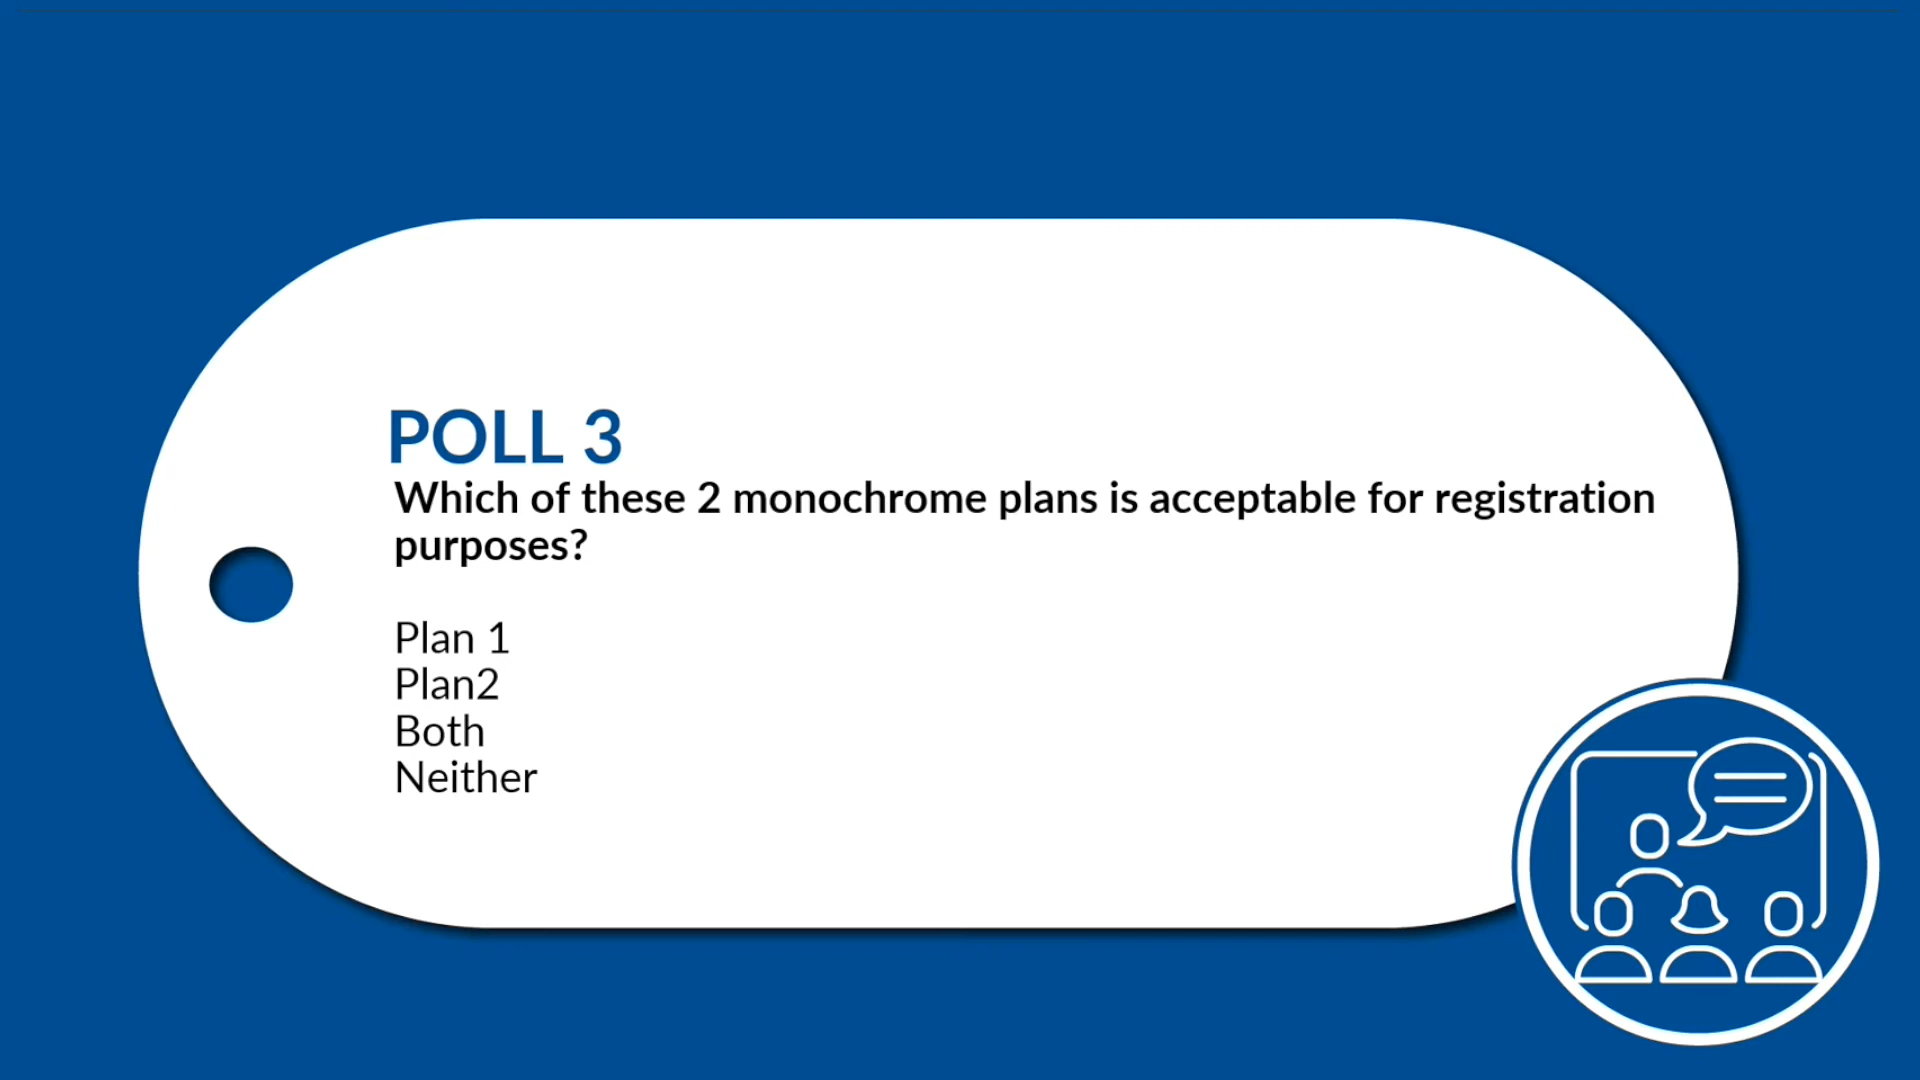 POLL 3
Which of these 2 monochrome plans is acceptable for registration
purposes?
Plan 1
Plan2
Both
Neither